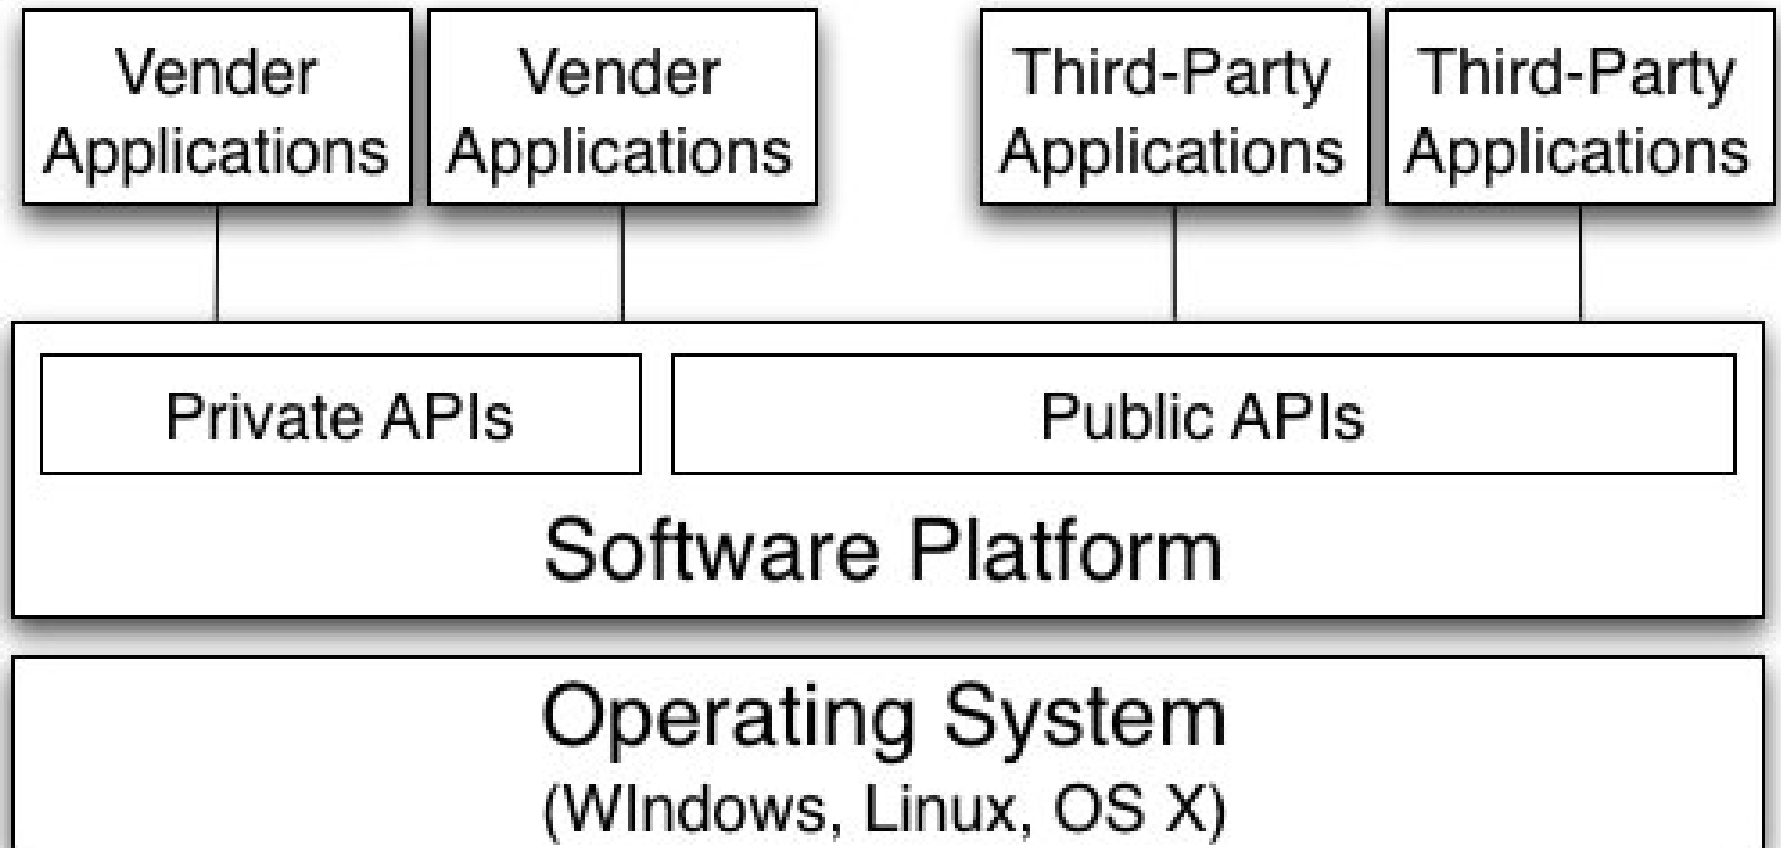 Vender
Applications
Vender
Applications
Third-Party
Applications
Third-Party
Applications
Private APIs
Public APIs
Software Platform
Operating System
(WIndows, Linux, OS X)